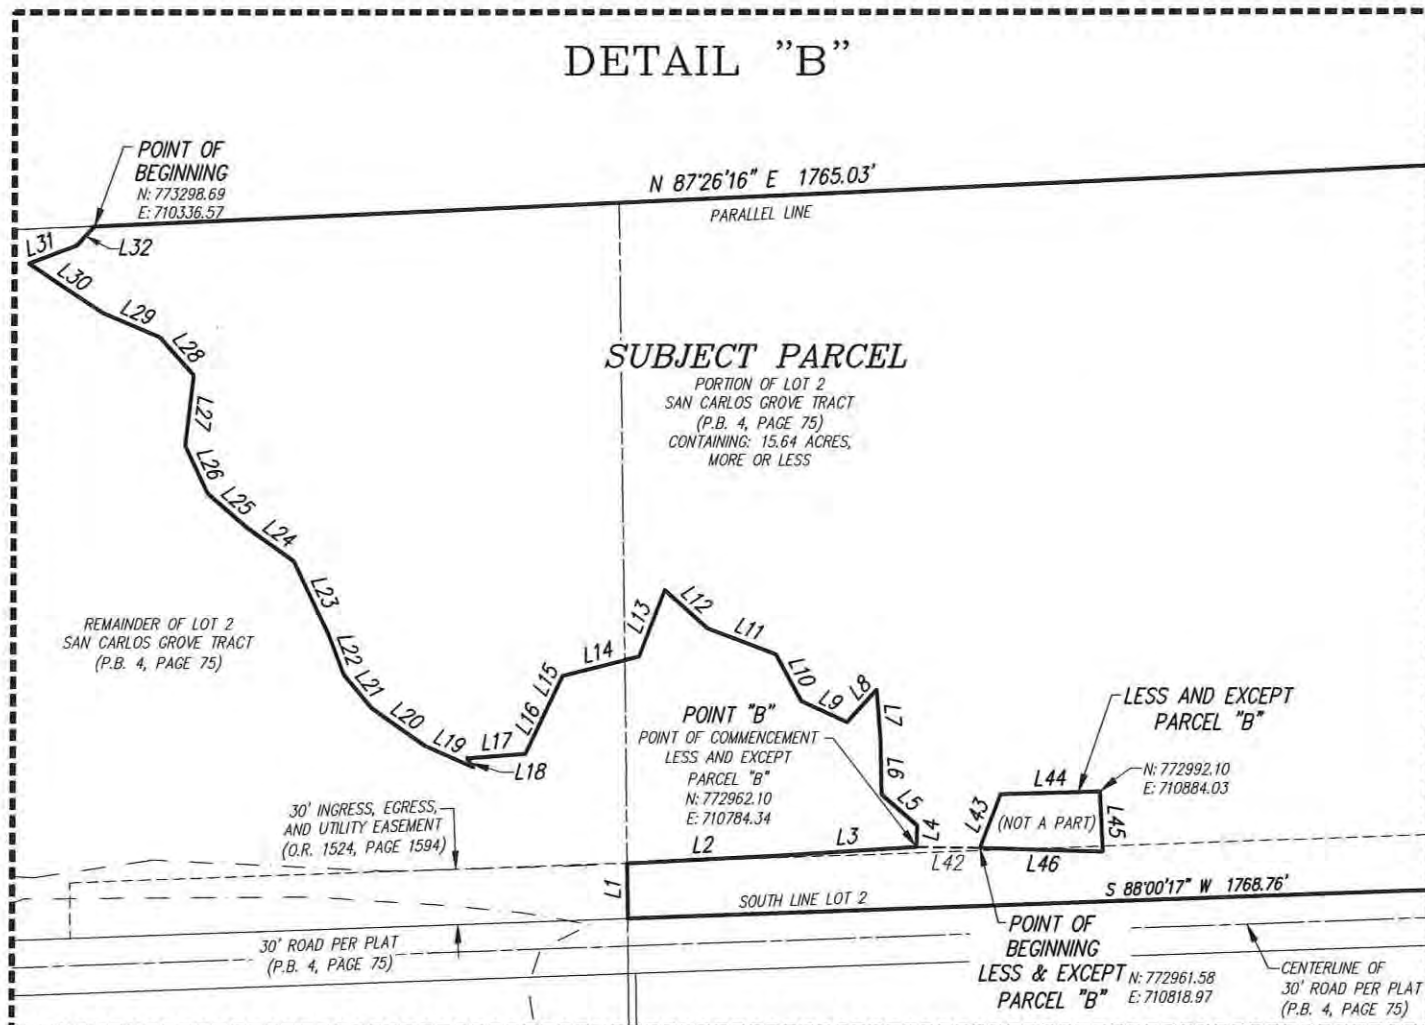 DETAIL "B"
POINT OF
BEGINNING
N: 773298.69
E: 710336.57
N 87°26'16" E 1765.03'
PARALLEL LINE
L31
L32
L30
L29
L28
L27
L26
L25
L24
L23
L22
L21
L20
L19
L18
L17
L16
L15
L14
L13
L12
L11
L10
L9
L8
L7
L6
L5
L4
L3
L2
L1
SUBJECT PARCEL
PORTION OF LOT 2
SAN CARLOS GROVE TRACT
(P.B. 4, PAGE 75)
CONTAINING: 15.64 ACRES,
MORE OR LESS
REMAINDER OF LOT 2
SAN CARLOS GROVE TRACT
(P.B. 4, PAGE 75)
POINT "B"
POINT OF COMMENCEMENT
LESS AND EXCEPT
PARCEL "B"
N: 772962.10
E: 710784.34
LESS AND EXCEPT
PARCEL "B"
N: 772992.10
E: 710884.03
L44
L43
(NOT A PART)
L45
L42
L46
30' INGRESS, EGRESS,
AND UTILITY EASEMENT
(O.R. 1524, PAGE 1594)
SOUTH LINE LOT 2
S 88°00'17" W 1768.76'
30' ROAD PER PLAT
(P.B. 4, PAGE 75)
POINT OF
BEGINNING
LESS & EXCEPT
PARCEL "B"
N: 772961.58
E: 710818.97
CENTERLINE OF
30' ROAD PER PLAT
(P.B. 4, PAGE 75)